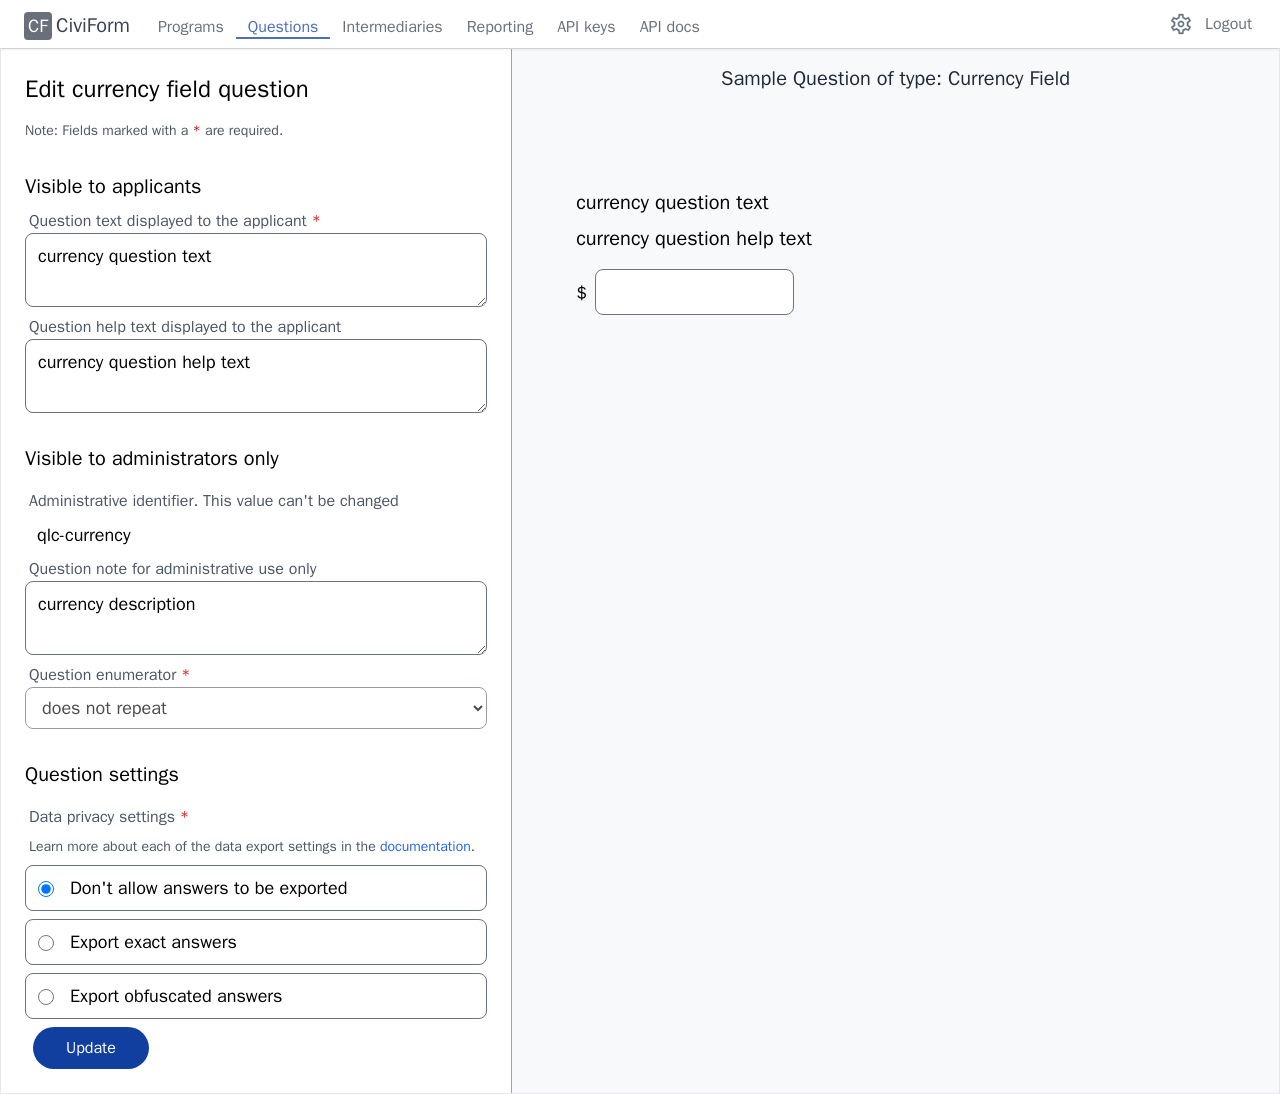 CF CiviForm Programs Questions Intermediaries Reporting API keys API docs Logout
Edit currency field question
Note: Fields marked with a * are required.
Visible to applicants
Question text displayed to the applicant *
currency question text
Question help text displayed to the applicant
currency question help text
Visible to administrators only
Administrative identifier. This value can't be changed
qlc-currency
Question note for administrative use only
currency description
Question enumerator *
does not repeat
Question settings
Data privacy settings *
Learn more about each of the data export settings in the documentation.
Don't allow answers to be exported
Export exact answers
Export obfuscated answers
Update
Sample Question of type: Currency Field
currency question text
currency question help text
$